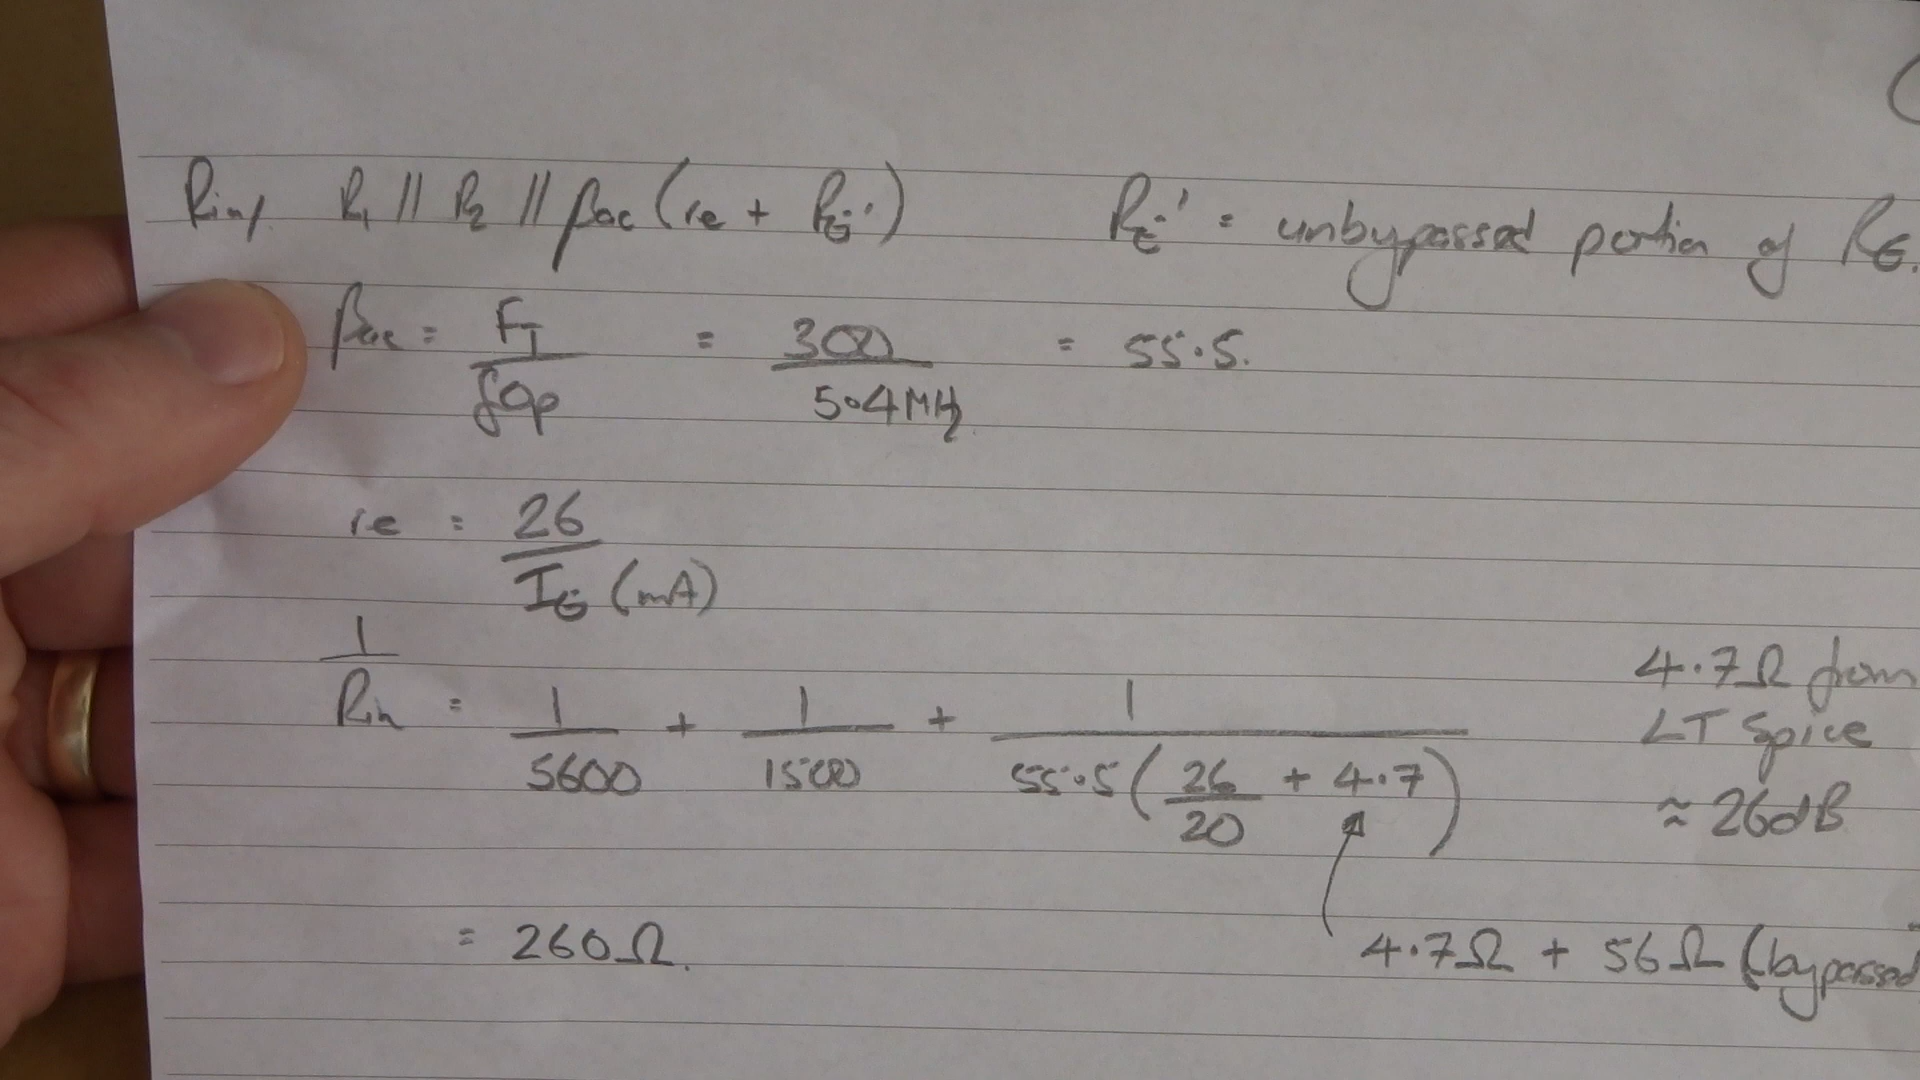 Rin, R1 || R2 || βac (re + RE') RE' = unbypassed portion of RE.
βac = FT / fop = 300 / 5.4MHz = 55.5.
re = 26 / IE (mA)
1 / Rin = 1 / 5600 + 1 / 1500 + 1 / 55.5 ( 26 / 20 + 4.7 )
4.7Ω from
LT Spice
≈ 26dB
= 260Ω.
4.7Ω + 56Ω (bypassed